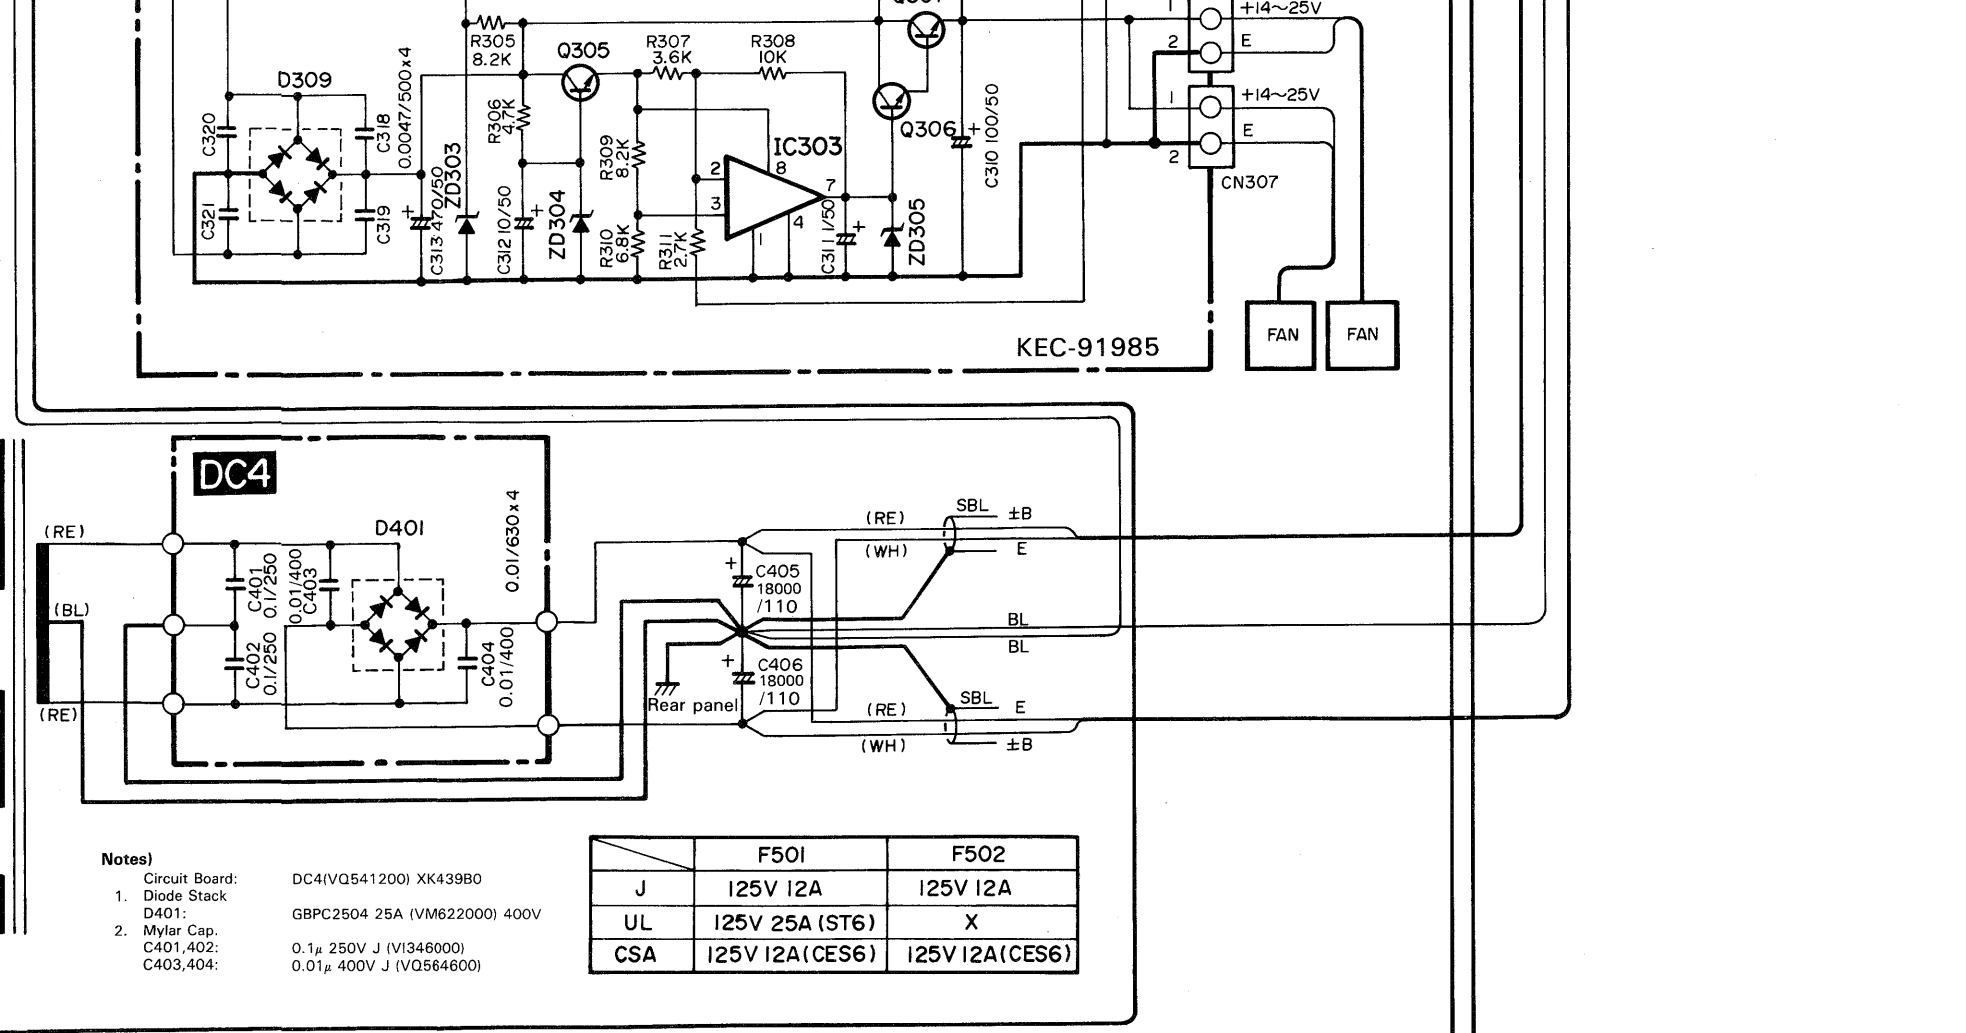 1
+14~25V
2
E
R305
8.2K
Q305
R307
3.6K
R308
10K
D309
C320
C318
0.0047/500x4
R306
4.7K
R309
8.2K
IC303
Q306
+
C310 100/50
1
+14~25V
E
2
CN307
ZD303
2
8
3
7
4
1
C321
C319
+
C313 470/50
+
C312 10/50
ZD304
R310
6.8K
R311
2.7K
C311 1/50
+
ZD305
FAN
FAN
KEC-91985
DC4
0.01/630x4
(RE)
D401
(RE)
SBL
±B
(WH)
E
C401
0.1/250
0.01/400
C403
+
C405
18000
/110
(BL)
BL
BL
C402
0.1/250
C404
0.01/400
+
C406
18000
/110
Rear panel
(RE)
(RE)
SBL
E
(WH)
±B
Notes)
Circuit Board: DC4(VQ541200) XK439B0
1. Diode Stack
D401: GBPC2504 25A (VM622000) 400V
2. Mylar Cap.
C401,402: 0.1μ 250V J (VI346000)
C403,404: 0.01μ 400V J (VQ564600)
F501 F502
J 125V 12A 125V 12A
UL 125V 25A (ST6) X
CSA 125V 12A(CES6) 125V 12A(CES6)